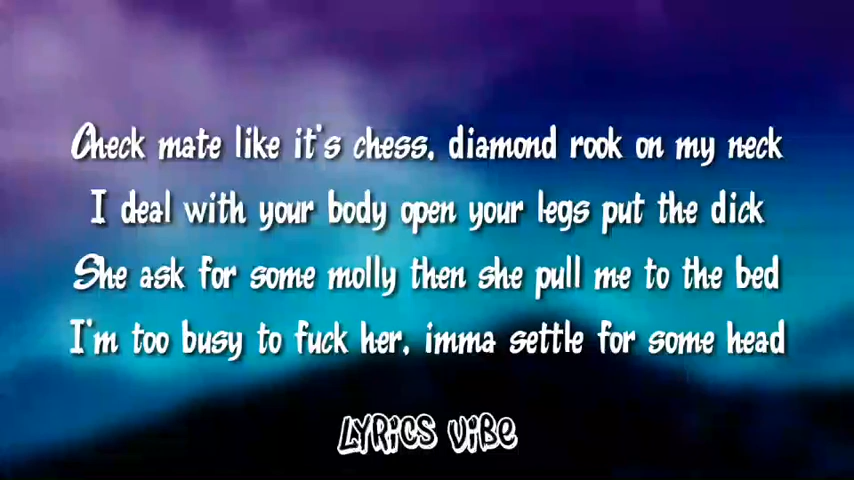 Check mate like it's chess, diamond rook on my neck
I deal with your body open your legs put the dick
She ask for some molly then she pull me to the bed
I'm too busy to fuck her, imma settle for some head
LYRICS VIBE